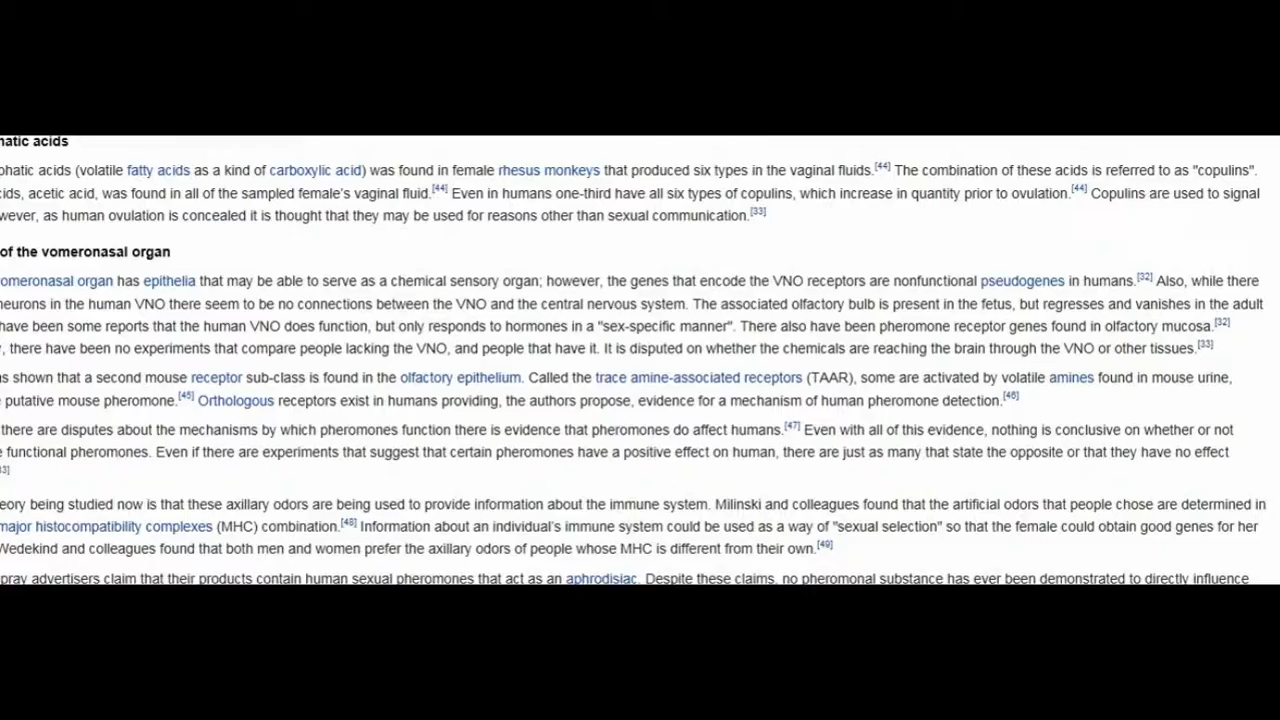 hatic acids
phatic acids (volatile fatty acids as a kind of carboxylic acid) was found in female rhesus monkeys that produced six types in the vaginal fluids.[44] The combination of these acids is referred to as "copulins".
ids, acetic acid, was found in all of the sampled female's vaginal fluid.[44] Even in humans one-third have all six types of copulins, which increase in quantity prior to ovulation.[44] Copulins are used to signal
wever, as human ovulation is concealed it is thought that they may be used for reasons other than sexual communication.[33]
of the vomeronasal organ
omeronasal organ has epithelia that may be able to serve as a chemical sensory organ; however, the genes that encode the VNO receptors are nonfunctional pseudogenes in humans.[32] Also, while there
neurons in the human VNO there seem to be no connections between the VNO and the central nervous system. The associated olfactory bulb is present in the fetus, but regresses and vanishes in the adult
have been some reports that the human VNO does function, but only responds to hormones in a "sex-specific manner". There also have been pheromone receptor genes found in olfactory mucosa.[32]
, there have been no experiments that compare people lacking the VNO, and people that have it. It is disputed on whether the chemicals are reaching the brain through the VNO or other tissues.[33]
s shown that a second mouse receptor sub-class is found in the olfactory epithelium. Called the trace amine-associated receptors (TAAR), some are activated by volatile amines found in mouse urine,
putative mouse pheromone.[45] Orthologous receptors exist in humans providing, the authors propose, evidence for a mechanism of human pheromone detection.[46]
there are disputes about the mechanisms by which pheromones function there is evidence that pheromones do affect humans.[47] Even with all of this evidence, nothing is conclusive on whether or not
functional pheromones. Even if there are experiments that suggest that certain pheromones have a positive effect on human, there are just as many that state the opposite or that they have no effect
33]
eory being studied now is that these axillary odors are being used to provide information about the immune system. Milinski and colleagues found that the artificial odors that people chose are determined in
major histocompatibility complexes (MHC) combination.[48] Information about an individual's immune system could be used as a way of "sexual selection" so that the female could obtain good genes for her
Wedekind and colleagues found that both men and women prefer the axillary odors of people whose MHC is different from their own.[49]
pray advertisers claim that their products contain human sexual pheromones that act as an aphrodisiac. Despite these claims, no pheromonal substance has ever been demonstrated to directly influence